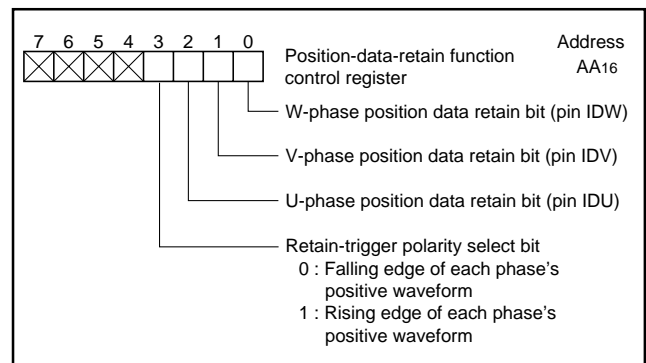 7 6 5 4 3 2 1 0
Position-data-retain function
control register
Address
AA16
W-phase position data retain bit (pin IDW)
V-phase position data retain bit (pin IDV)
U-phase position data retain bit (pin IDU)
Retain-trigger polarity select bit
0 : Falling edge of each phase's
positive waveform
1 : Rising edge of each phase's
positive waveform